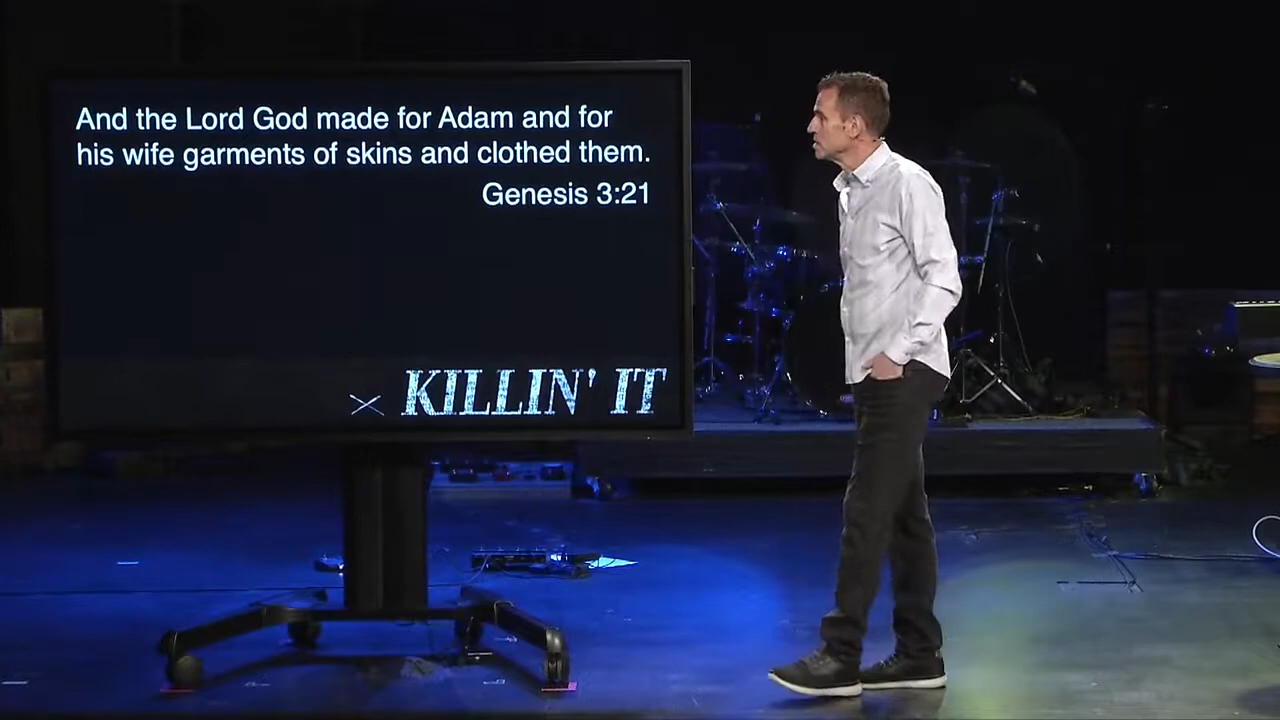 And the Lord God made for Adam and for
his wife garments of skins and clothed them.
Genesis 3:21
KILLIN' IT